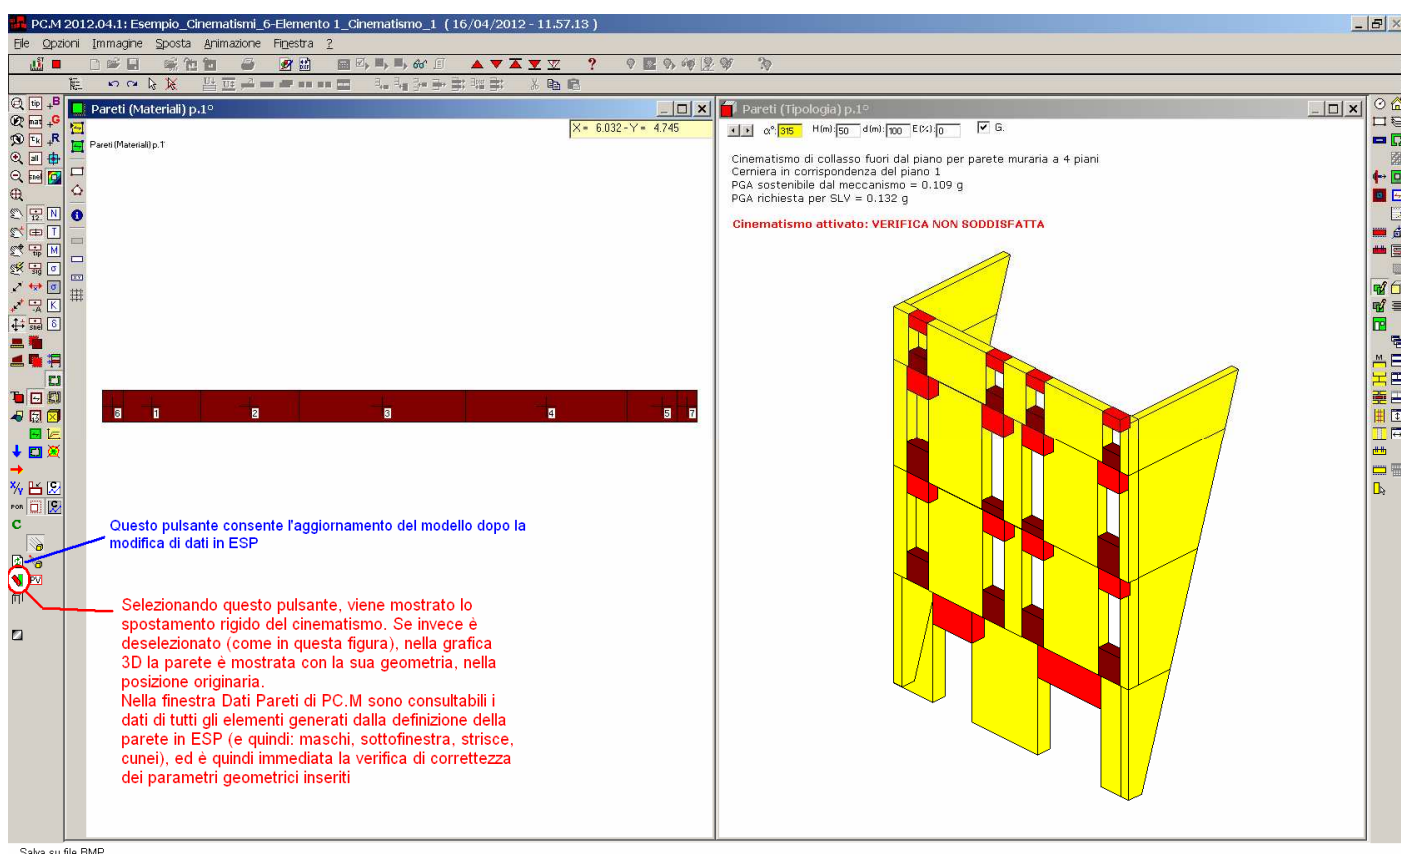 PC.M 2012.04.1: Esempio_Cinematismi_6-Elemento 1_Cinematismo_1 ( 16/04/2012 - 11.57.13 )
File Opzioni Immagine Sposta Animazione Finestra ?
Pareti (Materiali) p.1°
X= 6.032 - Y= 4.745
Pareti (Materiali) p.1
6 1 2 3 4 5 7
Questo pulsante consente l'aggiornamento del modello dopo la
modifica di dati in ESP
Selezionando questo pulsante, viene mostrato lo
spostamento rigido del cinematismo. Se invece è
deselezionato (come in questa figura), nella grafica
3D la parete è mostrata con la sua geometria, nella
posizione originaria.
Nella finestra Dati Pareti di PC.M sono consultabili i
dati di tutti gli elementi generati dalla definizione della
parete in ESP (e quindi: maschi, sottofinestra, strisce,
cunei), ed è quindi immediata la verifica di correttezza
dei parametri geometrici inseriti
Pareti (Tipologia) p.1°
α°: 315 H(m): 50 d(m): 100 E(%): 0 G.
Cinematismo di collasso fuori dal piano per parete muraria a 4 piani
Cerniera in corrispondenza del piano 1
PGA sostenibile dal meccanismo = 0.109 g
PGA richiesta per SLV = 0.132 g
Cinematismo attivato: VERIFICA NON SODDISFATTA
Salva su file BMP